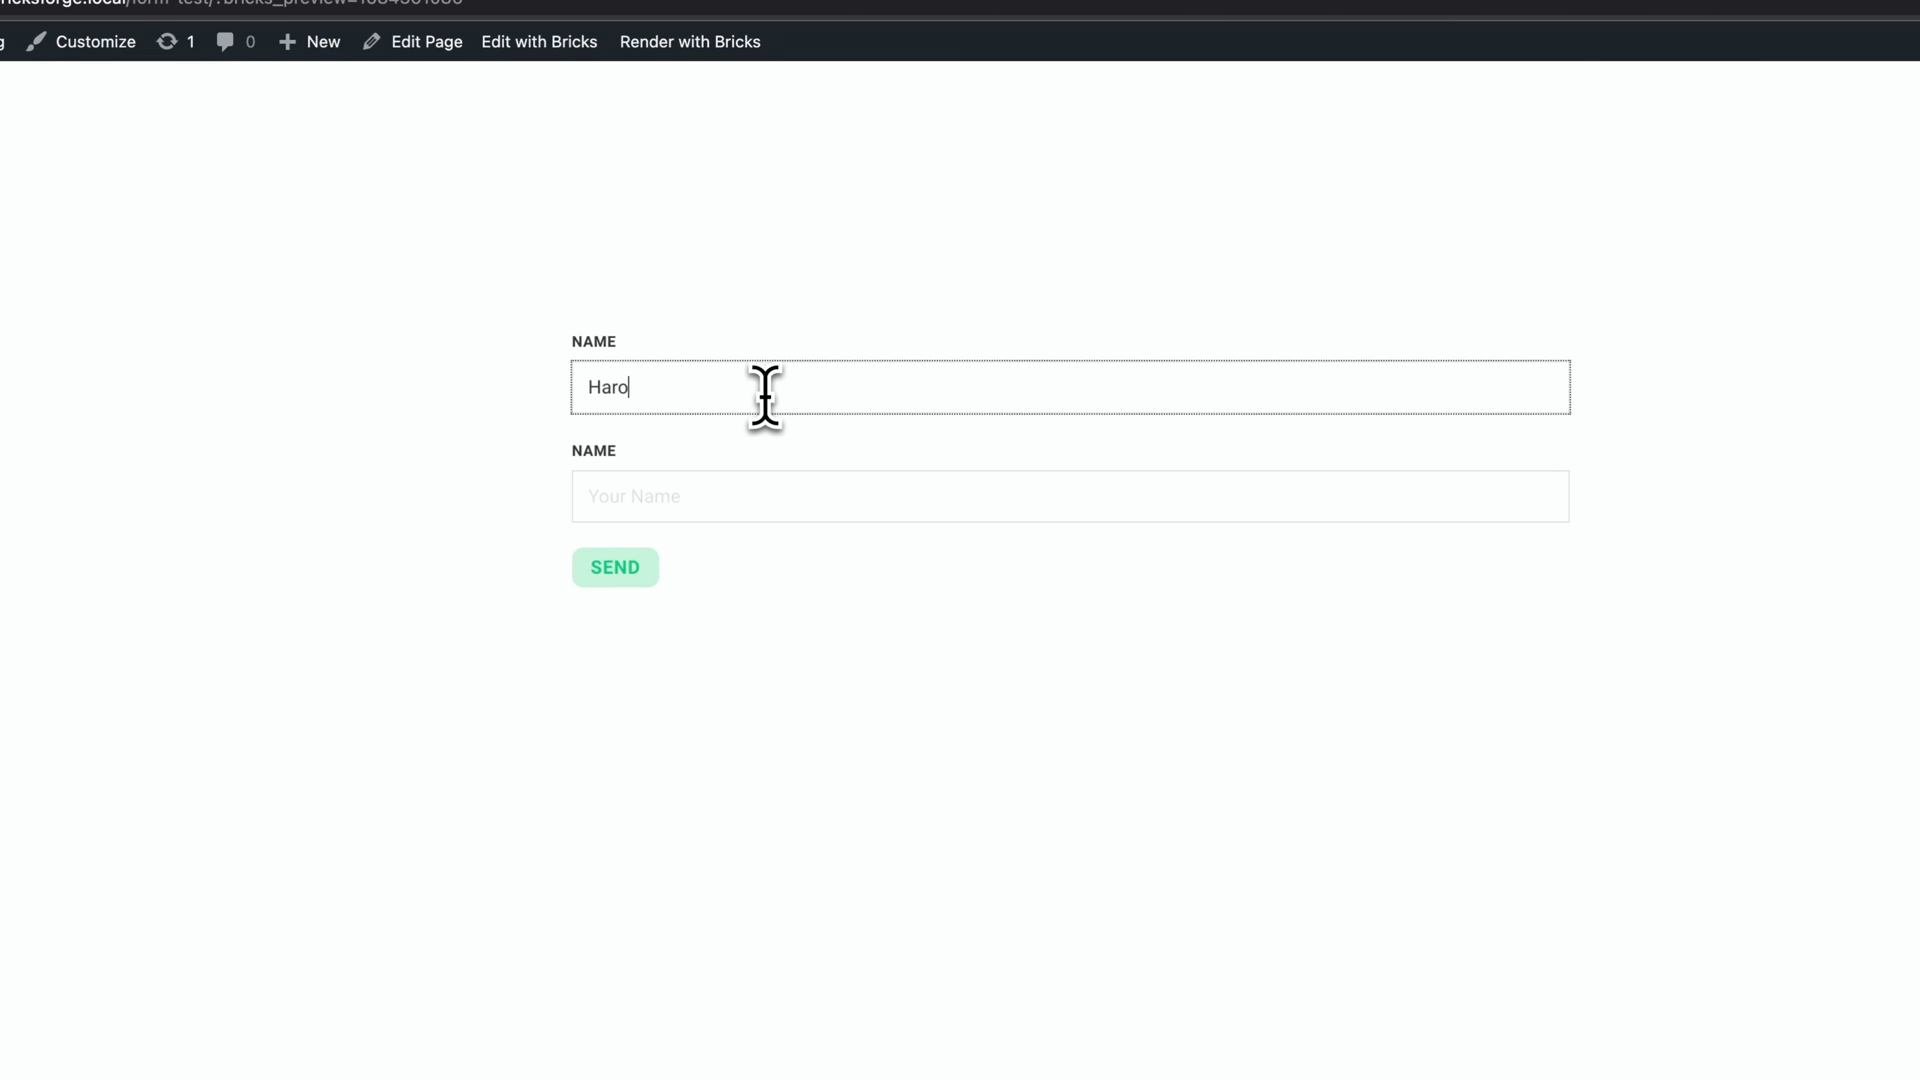 Customize 1 0 New Edit Page Edit with Bricks Render with Bricks
NAME
Haro
NAME
Your Name
SEND